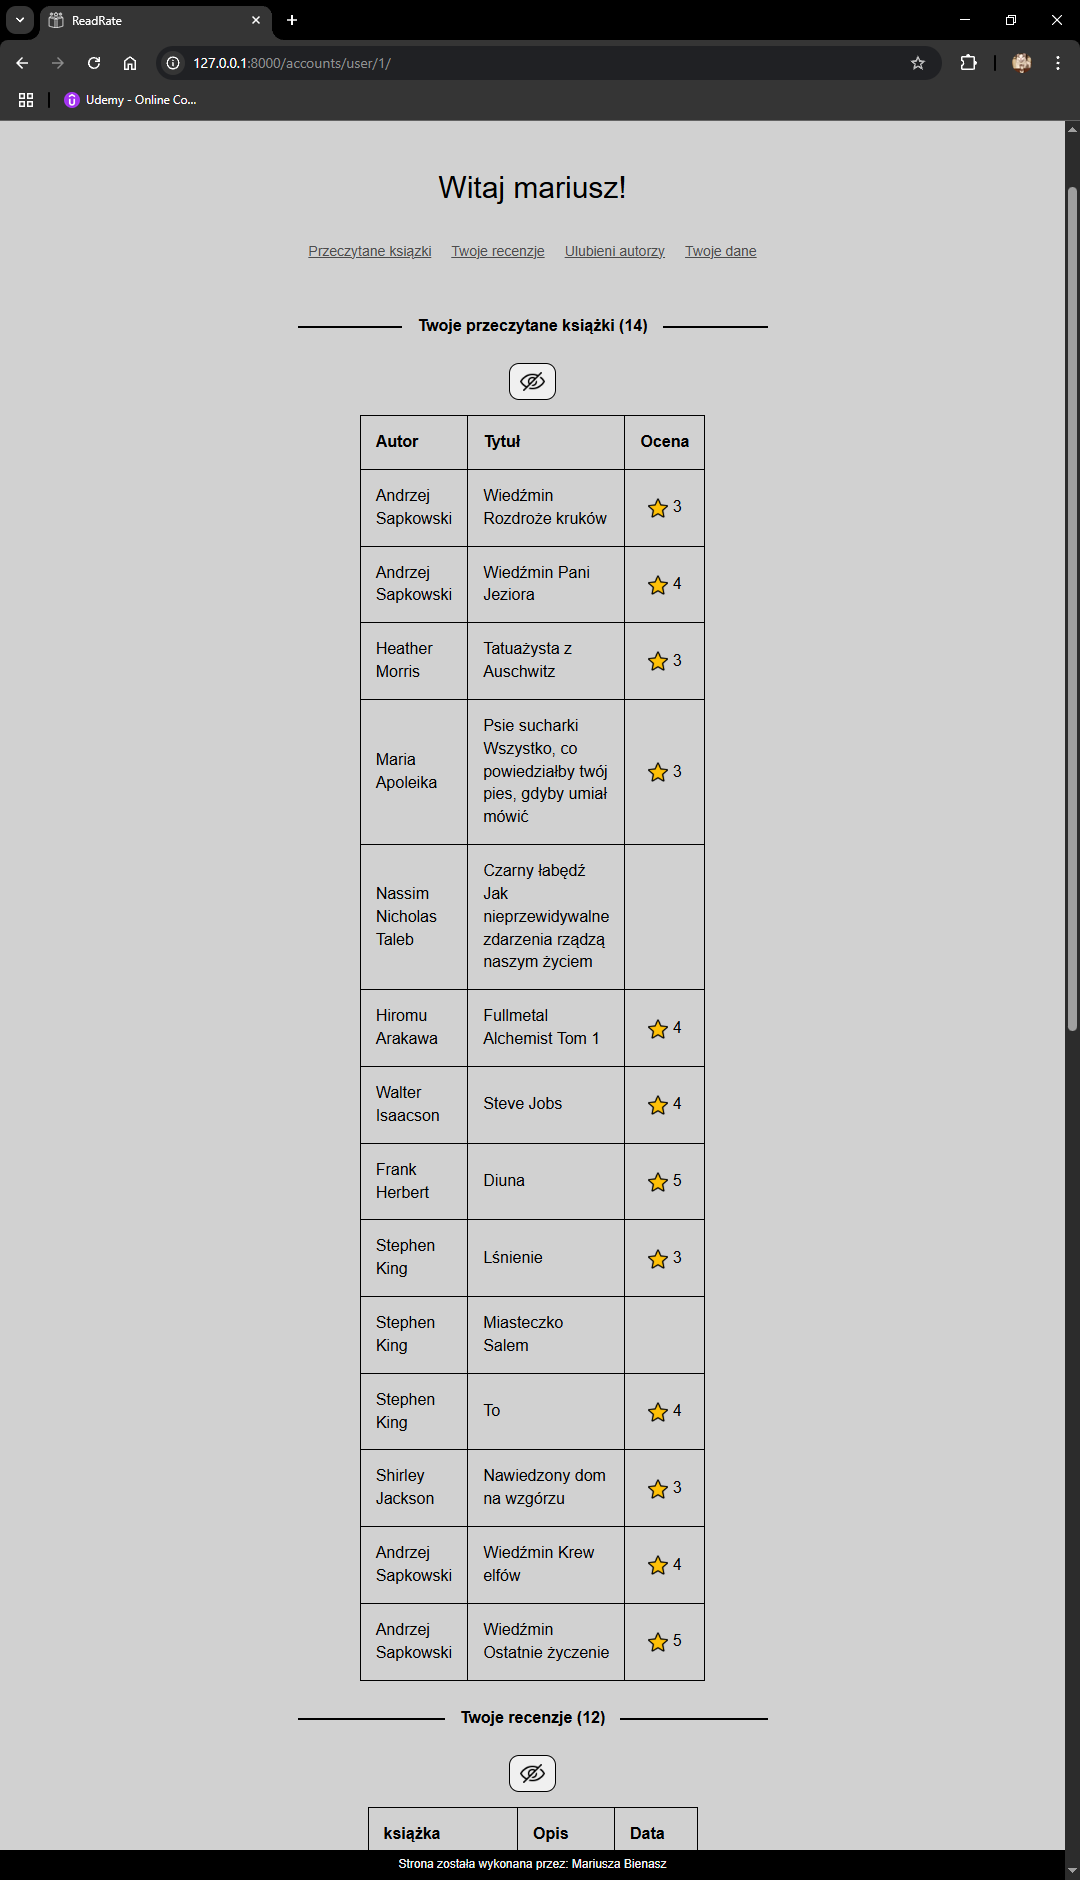 ReadRate
127.0.0.1:8000/accounts/user/1/
Udemy - Online Co...
Witaj mariusz!
Przeczytane ksiązki Twoje recenzje Ulubieni autorzy Twoje dane
Twoje przeczytane książki (14)
Autor Tytuł Ocena
Andrzej
Sapkowski
Wiedźmin
Rozdroże kruków
3
Andrzej
Sapkowski
Wiedźmin Pani
Jeziora
4
Heather
Morris
Tatuażysta z
Auschwitz
3
Maria
Apoleika
Psie sucharki
Wszystko, co
powiedziałby twój
pies, gdyby umiał
mówić
3
Nassim
Nicholas
Taleb
Czarny łabędź
Jak
nieprzewidywalne
zdarzenia rządzą
naszym życiem
Hiromu
Arakawa
Fullmetal
Alchemist Tom 1
4
Walter
Isaacson
Steve Jobs
4
Frank
Herbert
Diuna
5
Stephen
King
Lśnienie
3
Stephen
King
Miasteczko
Salem
Stephen
King
To
4
Shirley
Jackson
Nawiedzony dom
na wzgórzu
3
Andrzej
Sapkowski
Wiedźmin Krew
elfów
4
Andrzej
Sapkowski
Wiedźmin
Ostatnie życzenie
5
Twoje recenzje (12)
książka Opis Data
Strona została wykonana przez: Mariusza Bienasz